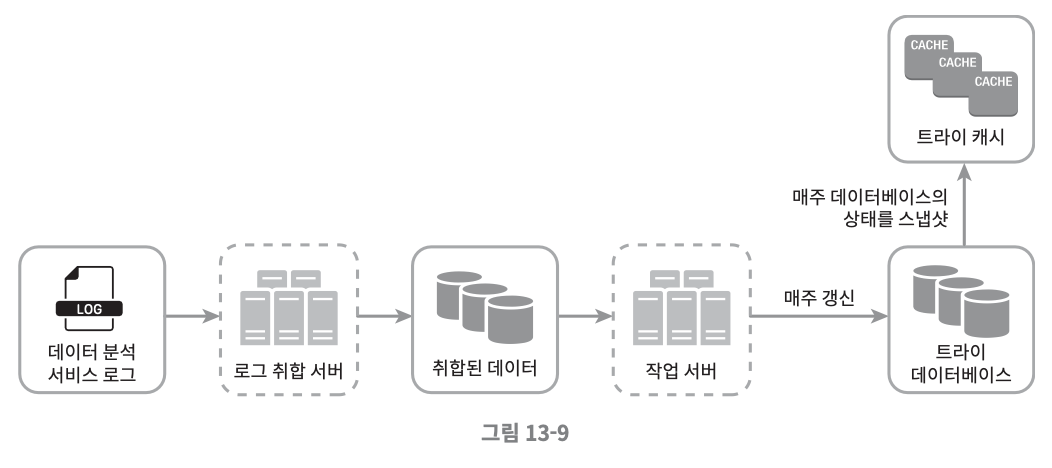 CACHE
CACHE
CACHE
트라이 캐시
매주 데이터베이스의
상태를 스냅샷
LOG
데이터 분석
서비스 로그
로그 취합 서버
취합된 데이터
작업 서버
매주 갱신
트라이
데이터베이스
그림 13-9